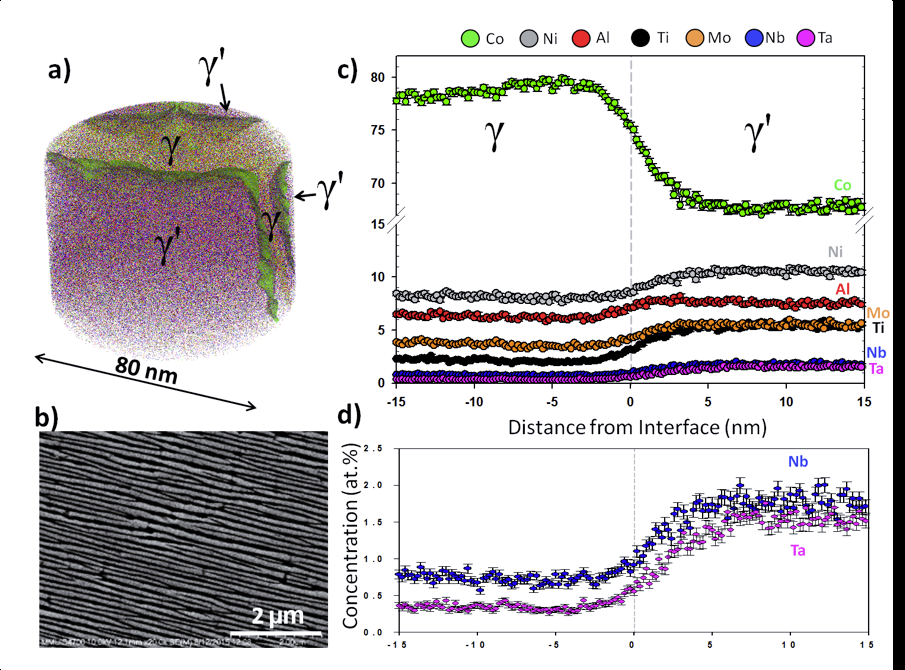 Co Ni Al Ti Mo Nb Ta
a)
γ'
γ
γ'
γ
γ'
80 nm
b)
2 μm
c)
80
75
70
15
10
5
0
γ
γ'
Co
Ni
Al
Mo
Ti
Nb
Ta
-15 -10 -5 0 5 10 15
Distance from Interface (nm)
d)
Concentration (at.%)
2.5
2.0
1.5
1.0
0.5
0.0
Nb
Ta
-15 -10 -5 0 5 10 15